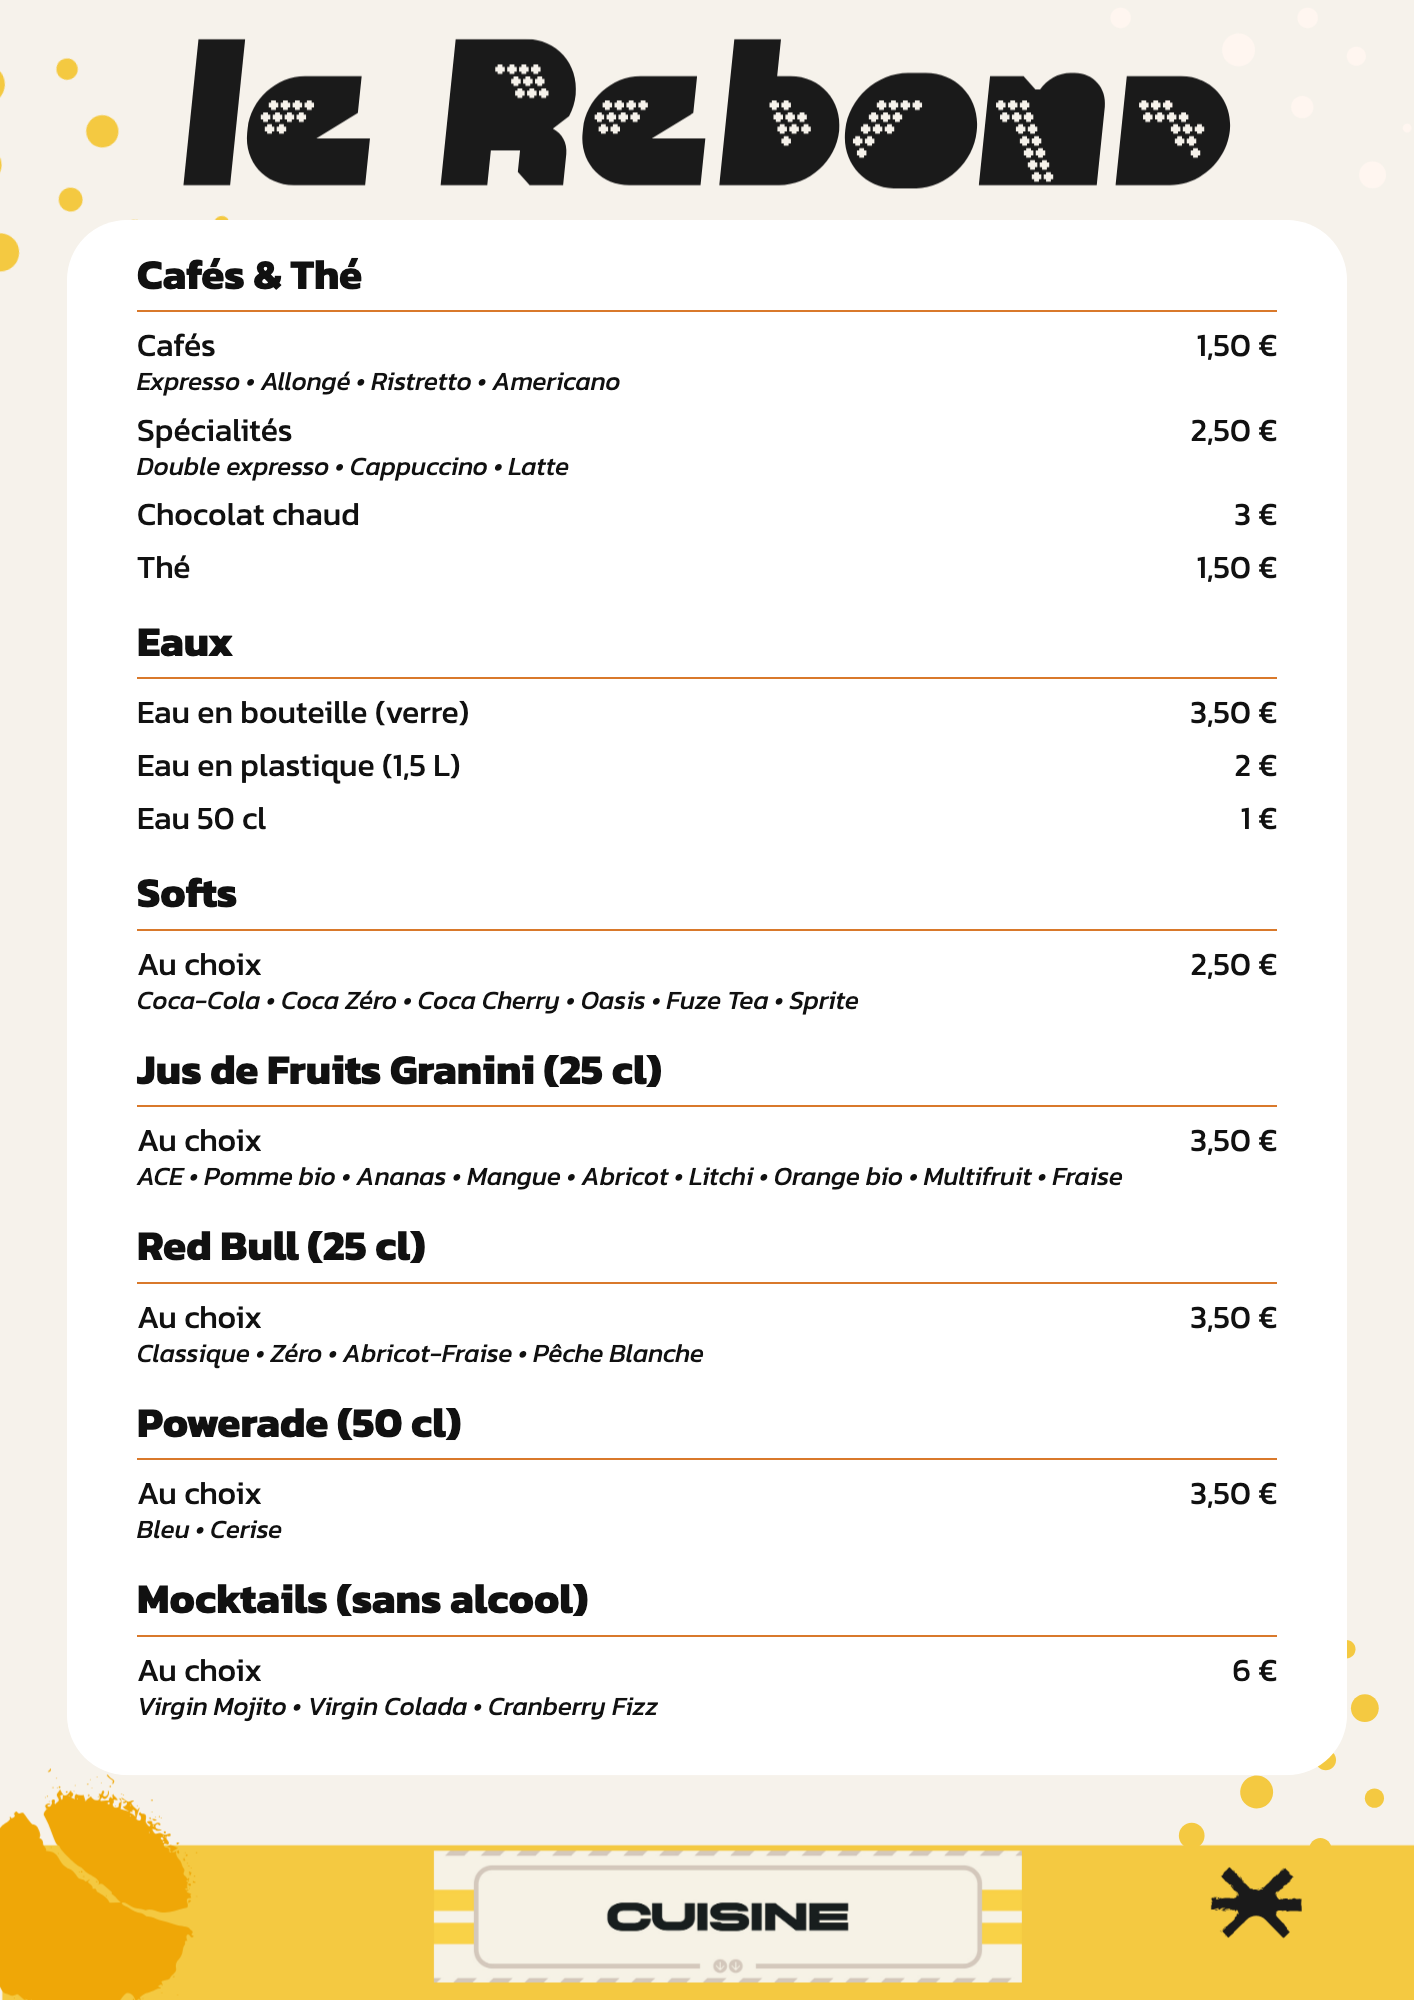 le Rebond
Cafés & Thé
Cafés 1,50 €
Expresso • Allongé • Ristretto • Americano
Spécialités 2,50 €
Double expresso • Cappuccino • Latte
Chocolat chaud 3 €
Thé 1,50 €
Eaux
Eau en bouteille (verre) 3,50 €
Eau en plastique (1,5 L) 2 €
Eau 50 cl 1 €
Softs
Au choix 2,50 €
Coca-Cola • Coca Zéro • Coca Cherry • Oasis • Fuze Tea • Sprite
Jus de Fruits Granini (25 cl)
Au choix 3,50 €
ACE • Pomme bio • Ananas • Mangue • Abricot • Litchi • Orange bio • Multifruit • Fraise
Red Bull (25 cl)
Au choix 3,50 €
Classique • Zéro • Abricot-Fraise • Pêche Blanche
Powerade (50 cl)
Au choix 3,50 €
Bleu • Cerise
Mocktails (sans alcool)
Au choix 6 €
Virgin Mojito • Virgin Colada • Cranberry Fizz
CUISINE